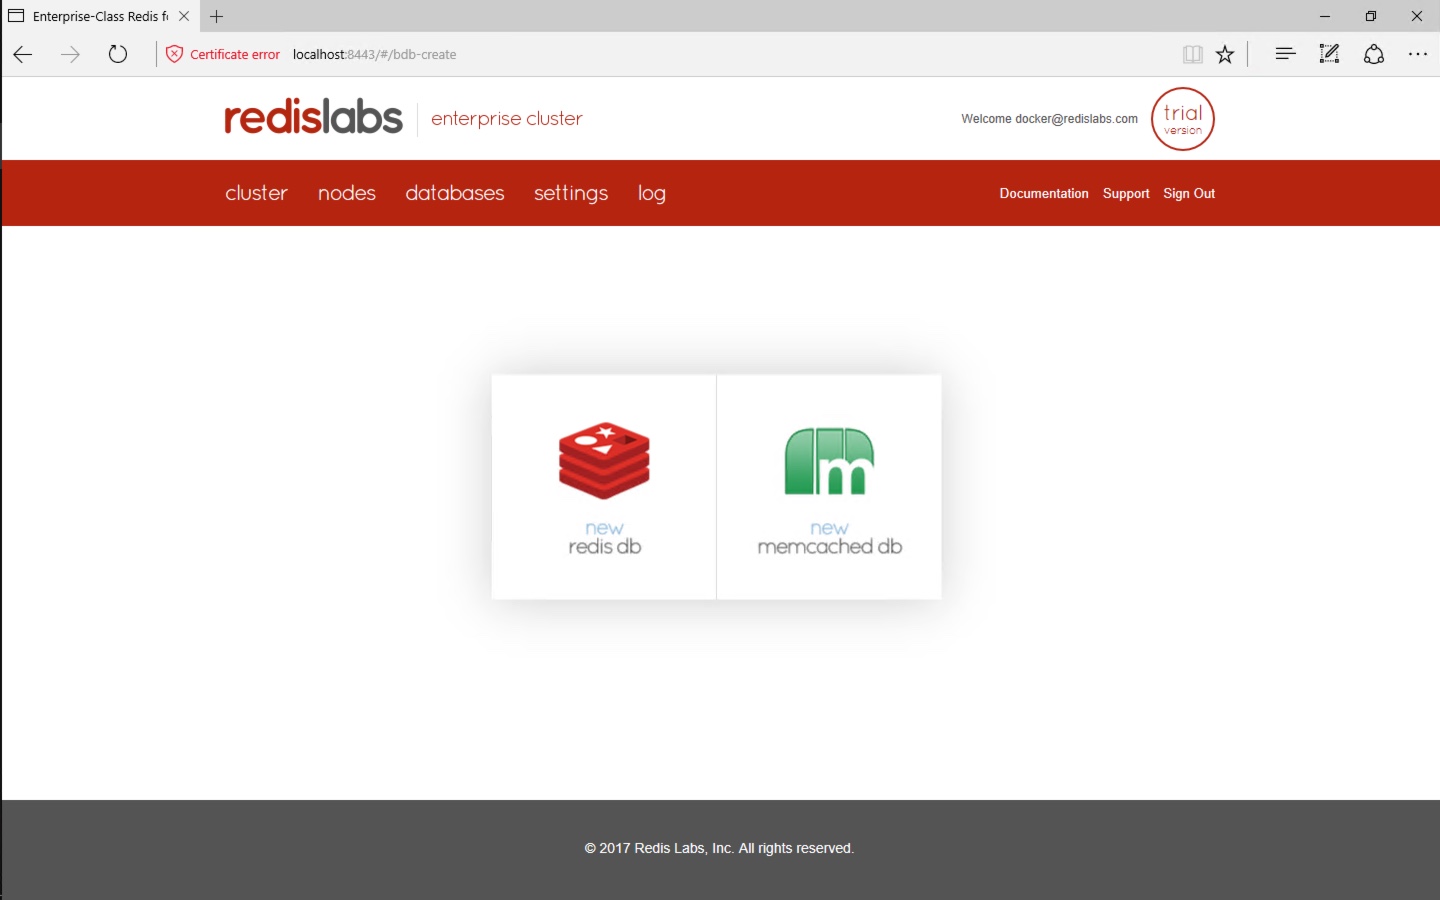 Enterprise-Class Redis f
Certificate error localhost:8443/#/bdb-create
redislabs enterprise cluster
Welcome docker@redislabs.com
trial
version
cluster nodes databases settings log
Documentation Support Sign Out
m
new
redis db
new
memcached db
© 2017 Redis Labs, Inc. All rights reserved.